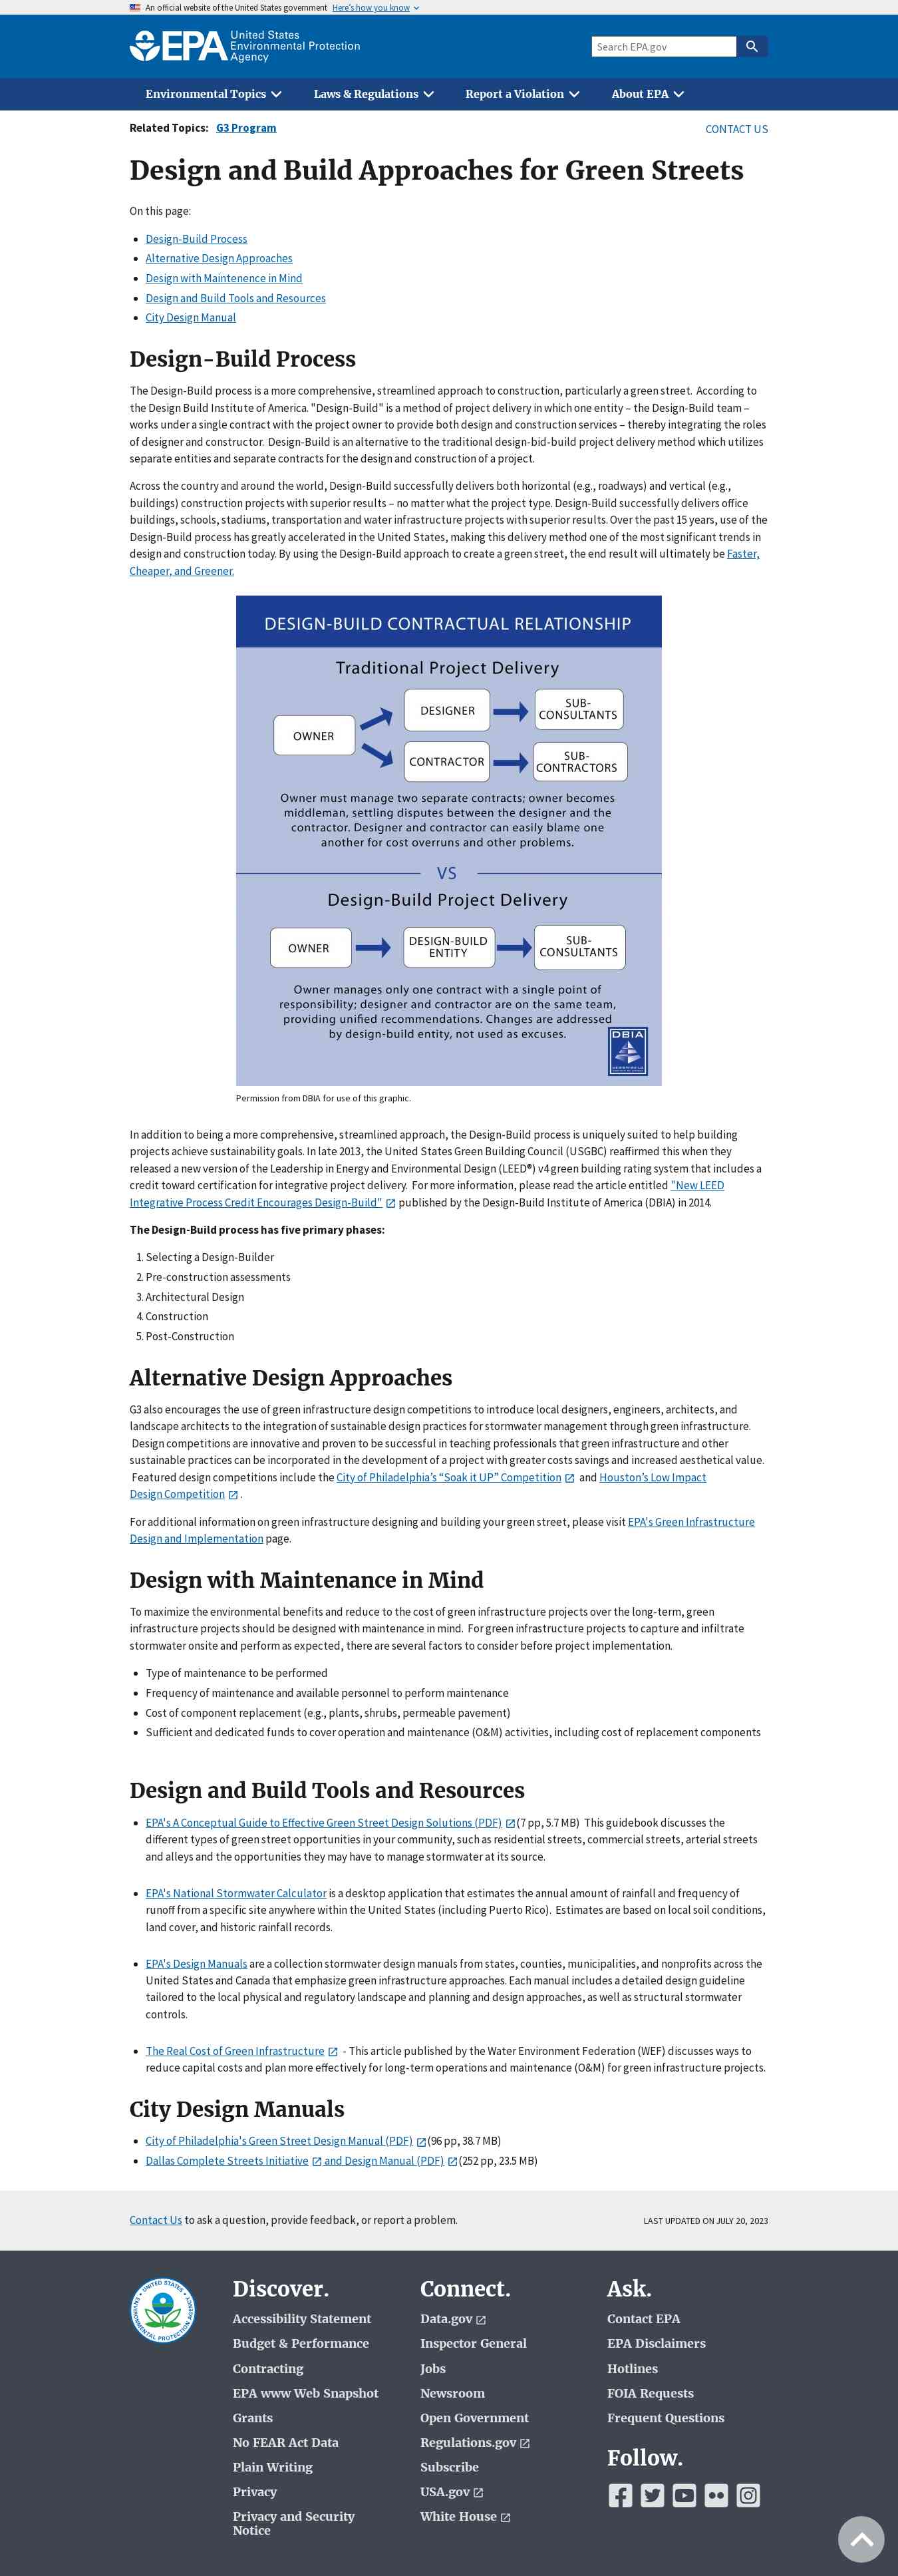 An official website of the United States government Here's how you know
EPA United States
Environmental Protection
Agency
Search EPA.gov
Environmental Topics Laws & Regulations Report a Violation About EPA
Related Topics: G3 Program CONTACT US
Design and Build Approaches for Green Streets
On this page:
Design-Build Process
Alternative Design Approaches
Design with Maintenence in Mind
Design and Build Tools and Resources
City Design Manual
Design-Build Process
The Design-Build process is a more comprehensive, streamlined approach to construction, particularly a green street. According to
the Design Build Institute of America. "Design-Build" is a method of project delivery in which one entity – the Design-Build team –
works under a single contract with the project owner to provide both design and construction services – thereby integrating the roles
of designer and constructor. Design-Build is an alternative to the traditional design-bid-build project delivery method which utilizes
separate entities and separate contracts for the design and construction of a project.
Across the country and around the world, Design-Build successfully delivers both horizontal (e.g., roadways) and vertical (e.g.,
buildings) construction projects with superior results – no matter what the project type. Design-Build successfully delivers office
buildings, schools, stadiums, transportation and water infrastructure projects with superior results. Over the past 15 years, use of the
Design-Build process has greatly accelerated in the United States, making this delivery method one of the most significant trends in
design and construction today. By using the Design-Build approach to create a green street, the end result will ultimately be Faster,
Cheaper, and Greener.
DESIGN-BUILD CONTRACTUAL RELATIONSHIP
Traditional Project Delivery
OWNER
DESIGNER
SUB-
CONSULTANTS
CONTRACTOR
SUB-
CONTRACTORS
Owner must manage two separate contracts; owner becomes
middleman, settling disputes between the designer and the
contractor. Designer and contractor can easily blame one
another for cost overruns and other problems.
VS
Design-Build Project Delivery
OWNER
DESIGN-BUILD
ENTITY
SUB-
CONSULTANTS
Owner manages only one contract with a single point of
responsibility; designer and contractor are on the same team,
providing unified recommendations. Changes are addressed
by design-build entity, not used as excuses.
DBIA
Permission from DBIA for use of this graphic.
In addition to being a more comprehensive, streamlined approach, the Design-Build process is uniquely suited to help building
projects achieve sustainability goals. In late 2013, the United States Green Building Council (USGBC) reaffirmed this when they
released a new version of the Leadership in Energy and Environmental Design (LEED®) v4 green building rating system that includes a
credit toward certification for integrative project delivery. For more information, please read the article entitled "New LEED
Integrative Process Credit Encourages Design-Build" published by the Design-Build Institute of America (DBIA) in 2014.
The Design-Build process has five primary phases:
1. Selecting a Design-Builder
2. Pre-construction assessments
3. Architectural Design
4. Construction
5. Post-Construction
Alternative Design Approaches
G3 also encourages the use of green infrastructure design competitions to introduce local designers, engineers, architects, and
landscape architects to the integration of sustainable design practices for stormwater management through green infrastructure.
Design competitions are innovative and proven to be successful in teaching professionals that green infrastructure and other
sustainable practices can be incorporated in the development of a project with greater costs savings and increased aesthetical value.
Featured design competitions include the City of Philadelphia's "Soak it UP" Competition and Houston's Low Impact
Design Competition .
For additional information on green infrastructure designing and building your green street, please visit EPA's Green Infrastructure
Design and Implementation page.
Design with Maintenance in Mind
To maximize the environmental benefits and reduce to the cost of green infrastructure projects over the long-term, green
infrastructure projects should be designed with maintenance in mind. For green infrastructure projects to capture and infiltrate
stormwater onsite and perform as expected, there are several factors to consider before project implementation.
Type of maintenance to be performed
Frequency of maintenance and available personnel to perform maintenance
Cost of component replacement (e.g., plants, shrubs, permeable pavement)
Sufficient and dedicated funds to cover operation and maintenance (O&M) activities, including cost of replacement components
Design and Build Tools and Resources
EPA's A Conceptual Guide to Effective Green Street Design Solutions (PDF) (7 pp, 5.7 MB) This guidebook discusses the
different types of green street opportunities in your community, such as residential streets, commercial streets, arterial streets
and alleys and the opportunities they may have to manage stormwater at its source.
EPA's National Stormwater Calculator is a desktop application that estimates the annual amount of rainfall and frequency of
runoff from a specific site anywhere within the United States (including Puerto Rico). Estimates are based on local soil conditions,
land cover, and historic rainfall records.
EPA's Design Manuals are a collection stormwater design manuals from states, counties, municipalities, and nonprofits across the
United States and Canada that emphasize green infrastructure approaches. Each manual includes a detailed design guideline
tailored to the local physical and regulatory landscape and planning and design approaches, as well as structural stormwater
controls.
The Real Cost of Green Infrastructure - This article published by the Water Environment Federation (WEF) discusses ways to
reduce capital costs and plan more effectively for long-term operations and maintenance (O&M) for green infrastructure projects.
City Design Manuals
City of Philadelphia's Green Street Design Manual (PDF) (96 pp, 38.7 MB)
Dallas Complete Streets Initiative and Design Manual (PDF) (252 pp, 23.5 MB)
Contact Us to ask a question, provide feedback, or report a problem. LAST UPDATED ON JULY 20, 2023
Discover.
Accessibility Statement
Budget & Performance
Contracting
EPA www Web Snapshot
Grants
No FEAR Act Data
Plain Writing
Privacy
Privacy and Security
Notice
Connect.
Data.gov
Inspector General
Jobs
Newsroom
Open Government
Regulations.gov
Subscribe
USA.gov
White House
Ask.
Contact EPA
EPA Disclaimers
Hotlines
FOIA Requests
Frequent Questions
Follow.